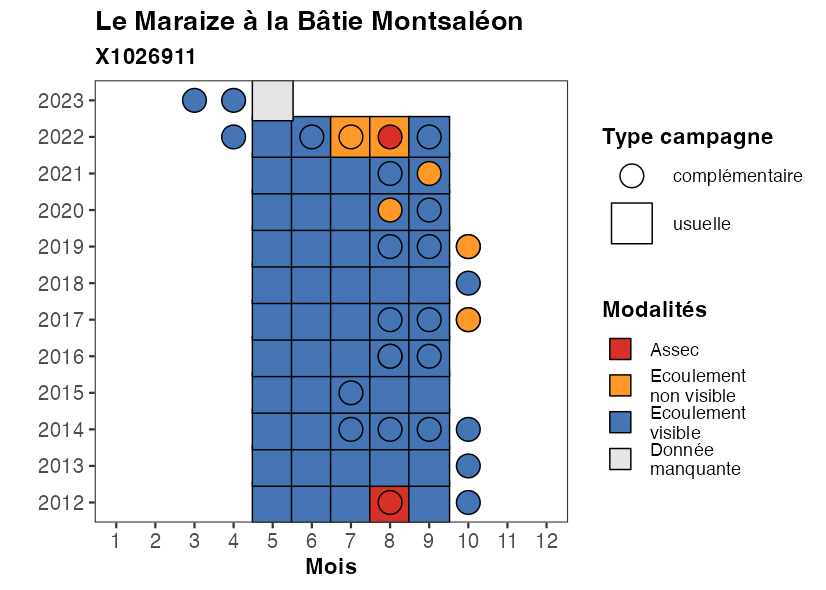 Le Maraize à la Bâtie Montsaléon
X1026911
2023
2022
2021
2020
2019
2018
2017
2016
2015
2014
2013
2012
1 2 3 4 5 6 7 8 9 10 11 12
Mois
Type campagne
complémentaire
usuelle
Modalités
Assec
Ecoulement
non visible
Ecoulement
visible
Donnée
manquante